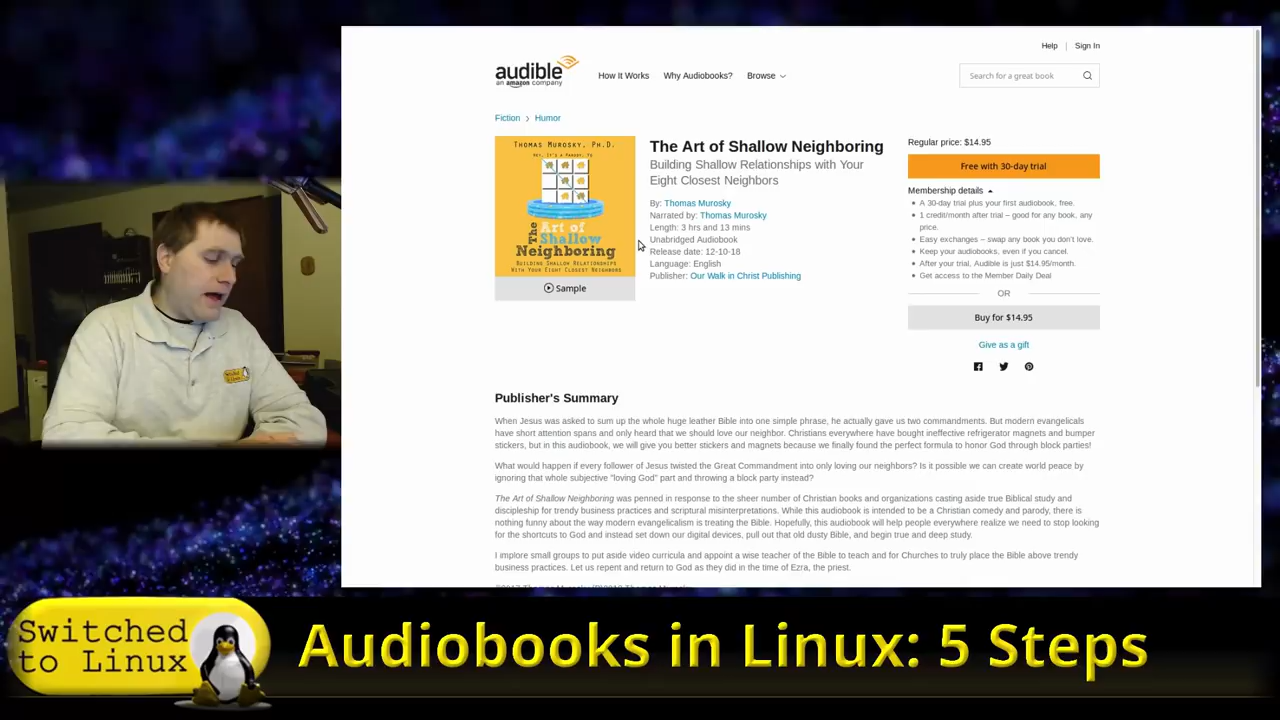 Help | Sign In
audible
an amazon company
How It Works Why Audiobooks? Browse
Search for a great book
Fiction > Humor
THOMAS MUROSKY, PH.D.
HEY, IT'S A PARODY, YO
The Art of
Shallow
Neighboring
BUILDING SHALLOW RELATIONSHIPS
WITH YOUR EIGHT CLOSEST NEIGHBORS
Sample
The Art of Shallow Neighboring
Building Shallow Relationships with Your
Eight Closest Neighbors
By: Thomas Murosky
Narrated by: Thomas Murosky
Length: 3 hrs and 13 mins
Unabridged Audiobook
Release date: 12-10-18
Language: English
Publisher: Our Walk in Christ Publishing
Regular price: $14.95
Free with 30-day trial
Membership details
• A 30-day trial plus your first audiobook, free.
• 1 credit/month after trial – good for any book, any
price.
• Easy exchanges – swap any book you don't love.
• Keep your audiobooks, even if you cancel.
• After your trial, Audible is just $14.95/month.
• Get access to the Member Daily Deal
OR
Buy for $14.95
Give as a gift
Publisher's Summary
When Jesus was asked to sum up the whole huge leather Bible into one simple phrase, he actually gave us two commandments. But modern evangelicals
have short attention spans and only heard that we should love our neighbor. Christians everywhere have bought ineffective refrigerator magnets and bumper
stickers, but in this audiobook, we will give you better stickers and magnets because we finally found the perfect formula to honor God through block parties!
What would happen if every follower of Jesus twisted the Great Commandment into only loving our neighbors? Is it possible we can create world peace by
ignoring that whole subjective "loving God" part and throwing a block party instead?
The Art of Shallow Neighboring was penned in response to the sheer number of Christian books and organizations casting aside true Biblical study and
discipleship for trendy business practices and scriptural misinterpretations. While this audiobook is intended to be a Christian comedy and parody, there is
nothing funny about the way modern evangelicalism is treating the Bible. Hopefully, this audiobook will help people everywhere realize we need to stop looking
for the shortcuts to God and instead set down our digital devices, pull out that old dusty Bible, and begin true and deep study.
I implore small groups to put aside video curricula and appoint a wise teacher of the Bible to teach and for Churches to truly place the Bible above trendy
business practices. Let us repent and return to God as they did in the time of Ezra, the priest.
Switched
to Linux
Audiobooks in Linux: 5 Steps